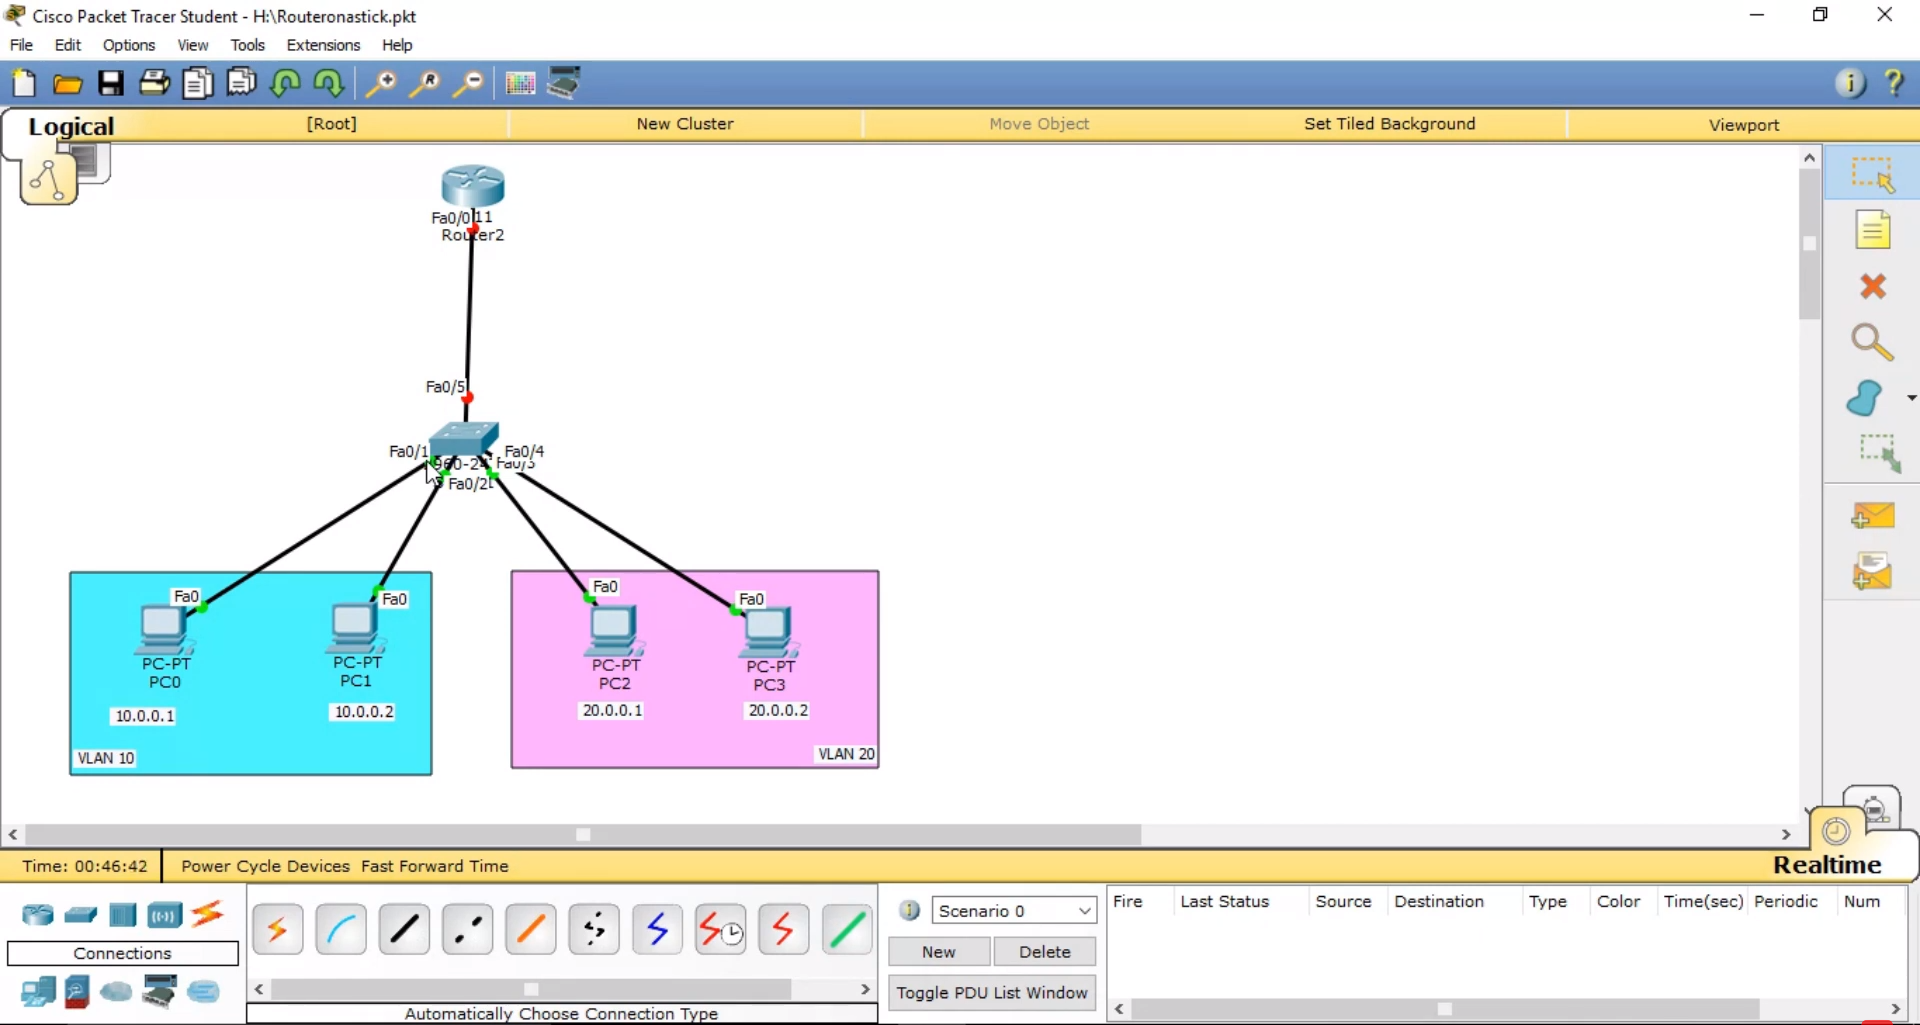 Cisco Packet Tracer Student - H:\Routeronastick.pkt
File Edit Options View Tools Extensions Help
Logical [Root] New Cluster Move Object Set Tiled Background Viewport
Fa0/0 11
Router2
Fa0/5
Fa0/1 Fa0/4
960-24 Fa0/3
Fa0/2
Fa0 Fa0 Fa0 Fa0
PC-PT PC-PT PC-PT PC-PT
PC0 PC1 PC2 PC3
10.0.0.1 10.0.0.2 20.0.0.1 20.0.0.2
VLAN 10 VLAN 20
Time: 00:46:42 Power Cycle Devices Fast Forward Time Realtime
Connections
Automatically Choose Connection Type
Scenario 0
New Delete
Toggle PDU List Window
Fire Last Status Source Destination Type Color Time(sec) Periodic Num